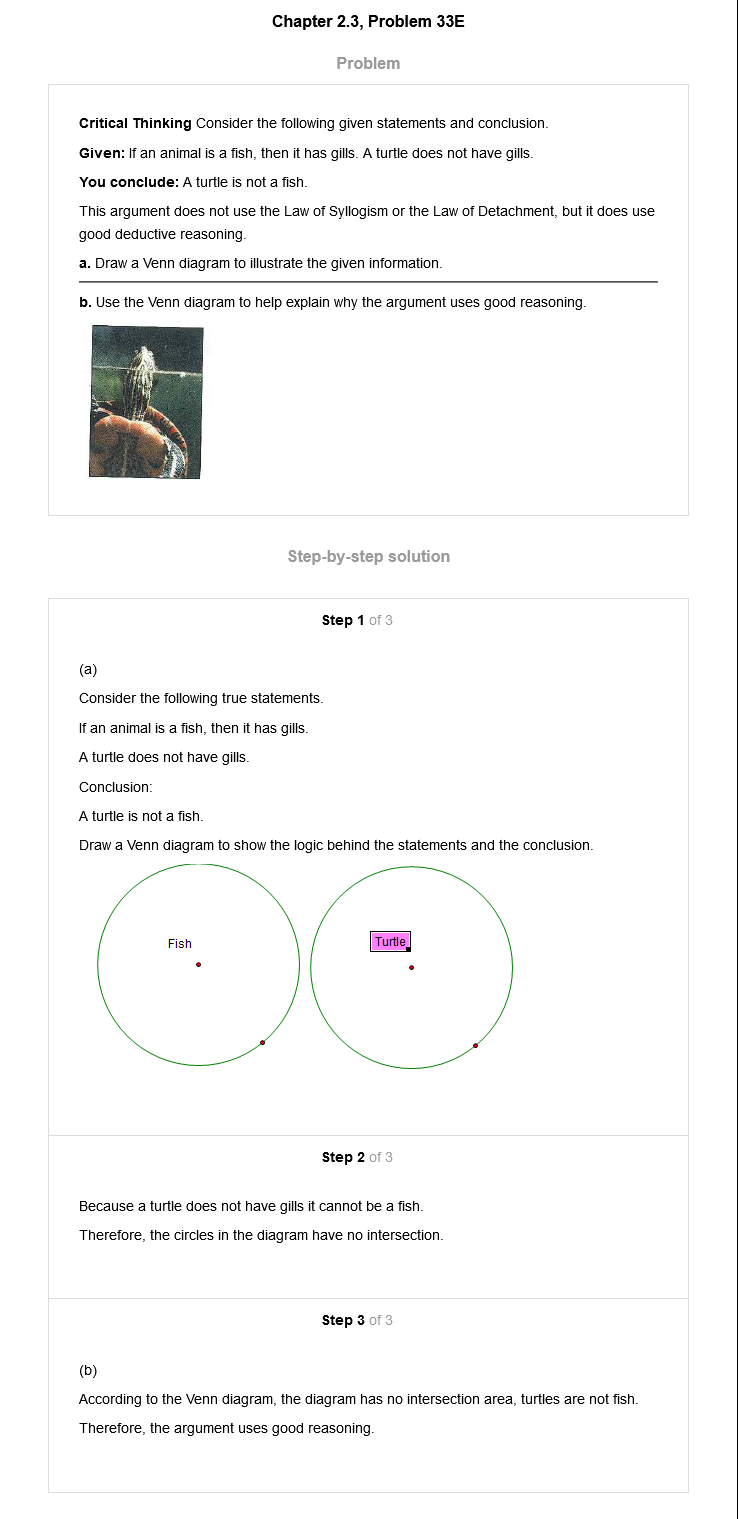 Chapter 2.3, Problem 33E
Problem
Critical Thinking Consider the following given statements and conclusion.
Given: If an animal is a fish, then it has gills. A turtle does not have gills.
You conclude: A turtle is not a fish.
This argument does not use the Law of Syllogism or the Law of Detachment, but it does use
good deductive reasoning.
a. Draw a Venn diagram to illustrate the given information.
b. Use the Venn diagram to help explain why the argument uses good reasoning.
Step-by-step solution
Step 1 of 3
(a)
Consider the following true statements.
If an animal is a fish, then it has gills.
A turtle does not have gills.
Conclusion:
A turtle is not a fish.
Draw a Venn diagram to show the logic behind the statements and the conclusion.
Fish
Turtle
Step 2 of 3
Because a turtle does not have gills it cannot be a fish.
Therefore, the circles in the diagram have no intersection.
Step 3 of 3
(b)
According to the Venn diagram, the diagram has no intersection area, turtles are not fish.
Therefore, the argument uses good reasoning.